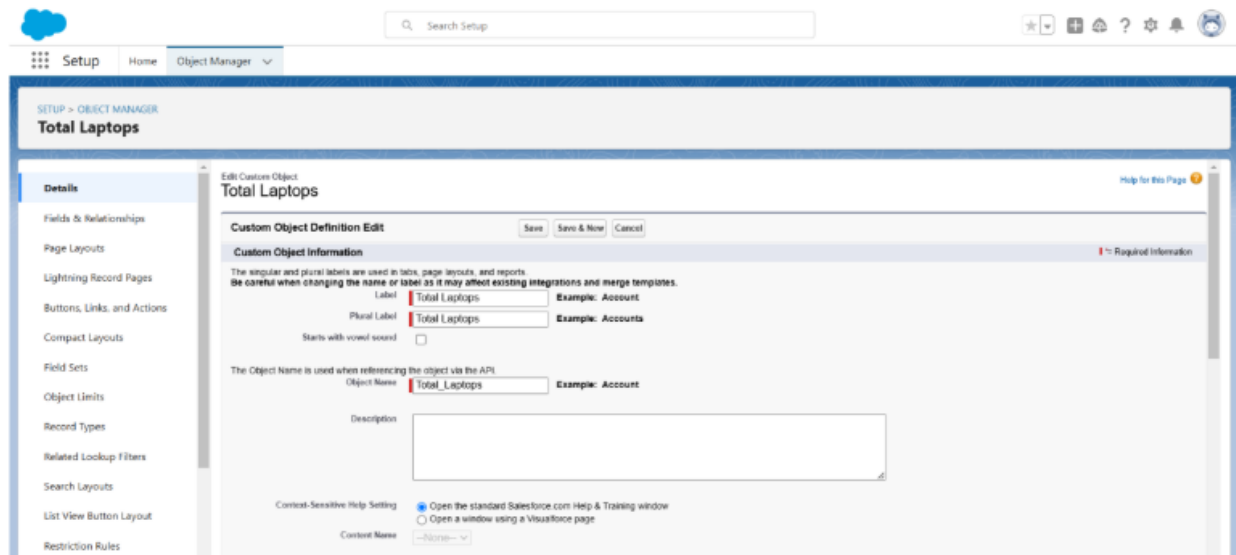 Search Setup
Setup Home Object Manager
SETUP > OBJECT MANAGER
Total Laptops
Details
Fields & Relationships
Page Layouts
Lightning Record Pages
Buttons, Links, and Actions
Compact Layouts
Field Sets
Object Limits
Record Types
Related Lookup Filters
Search Layouts
List View Button Layout
Restriction Rules
Edit Custom Object
Total Laptops
Help for this Page
Custom Object Definition Edit Save Save & New Cancel
Custom Object Information = Required Information
The singular and plural labels are used in tabs, page layouts, and reports.
Be careful when changing the name or label as it may affect existing integrations and merge templates.
Label Total Laptops Example: Account
Plural Label Total Laptops Example: Accounts
Starts with vowel sound
The Object Name is used when referencing the object via the API.
Object Name Total_Laptops Example: Account
Description
Context-Sensitive Help Setting Open the standard Salesforce.com Help & Training window
Open a window using a Visualforce page
Content Name --None--